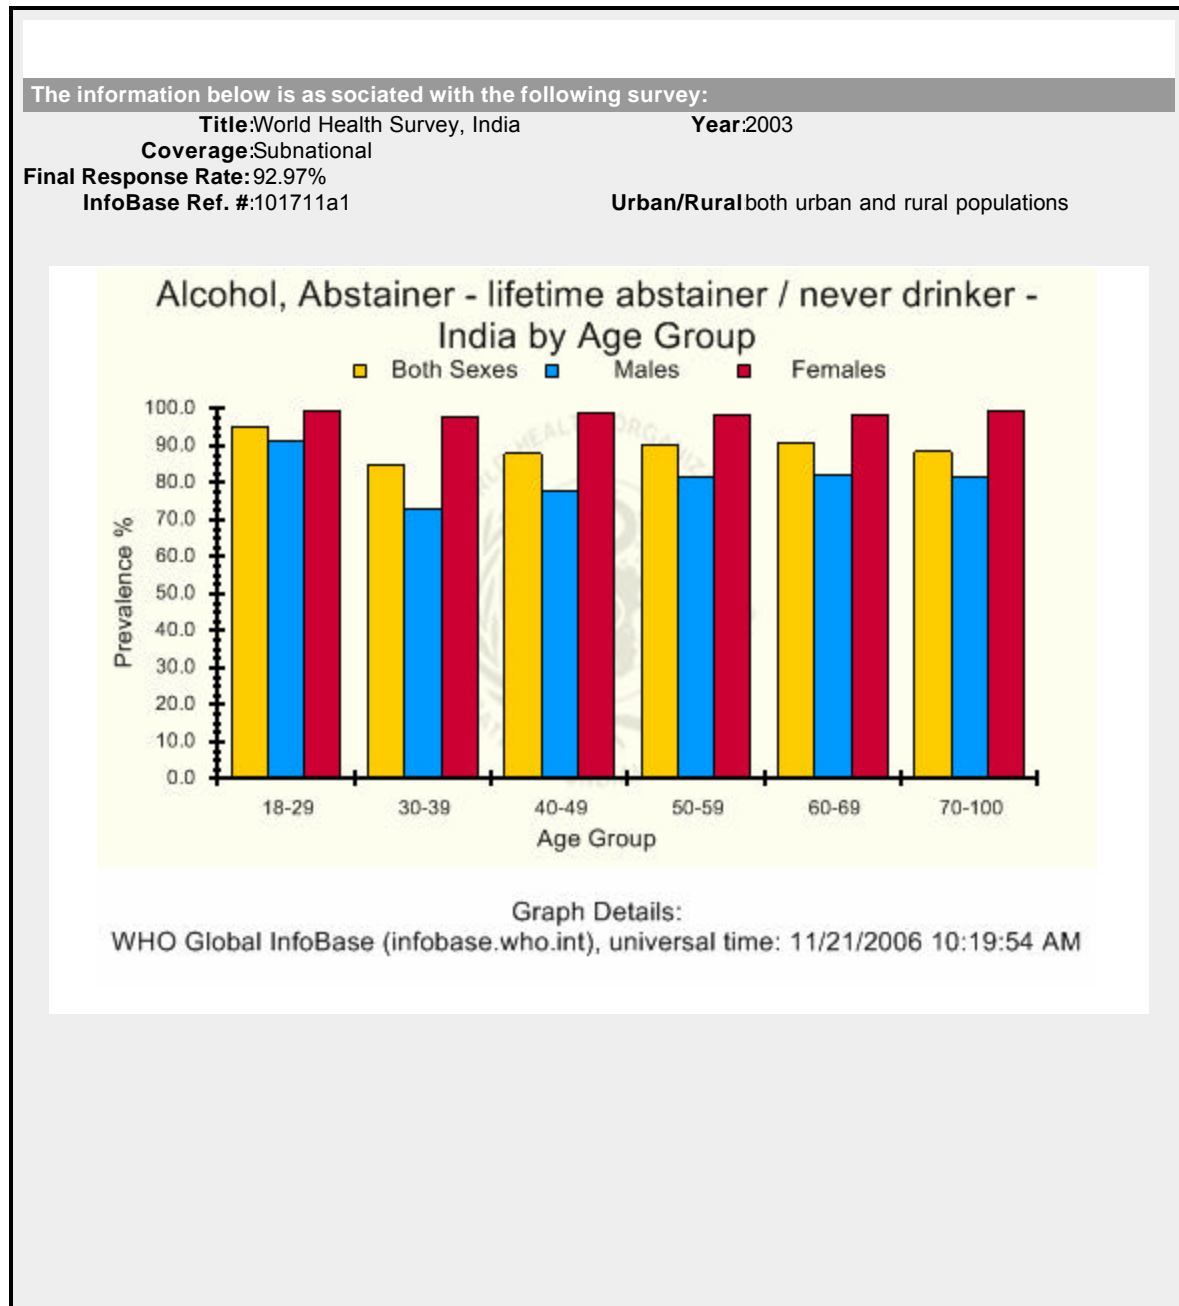 The information below is as sociated with the following survey:
Title:World Health Survey, India Year:2003
Coverage:Subnational
Final Response Rate: 92.97%
InfoBase Ref. #:101711a1 Urban/Rural both urban and rural populations
Alcohol, Abstainer - lifetime abstainer / never drinker -
India by Age Group
Both Sexes Males Females
100.0
90.0
80.0
70.0
60.0
50.0
40.0
30.0
20.0
10.0
0.0
Prevalence %
18-29 30-39 40-49 50-59 60-69 70-100
Age Group
Graph Details:
WHO Global InfoBase (infobase.who.int), universal time: 11/21/2006 10:19:54 AM